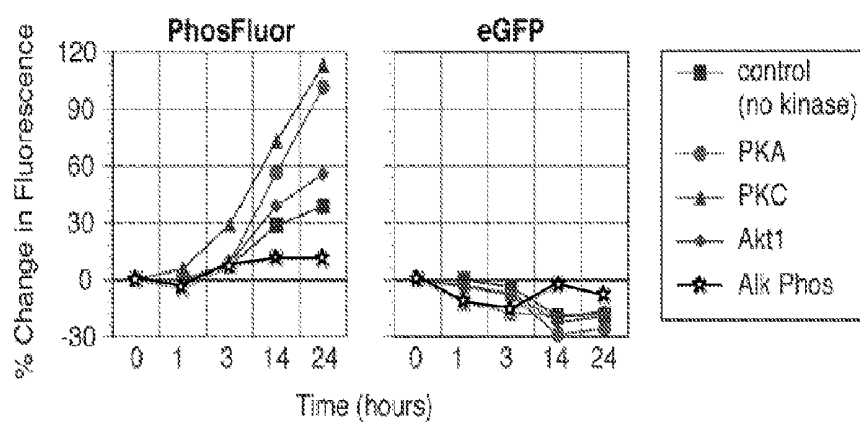 PhosFluor
eGFP
% Change in Fluorescence
120
90
60
30
0
-30
0 1 3 14 24
0 1 3 14 24
Time (hours)
control
(no kinase)
PKA
PKC
Akt1
Alk Phos